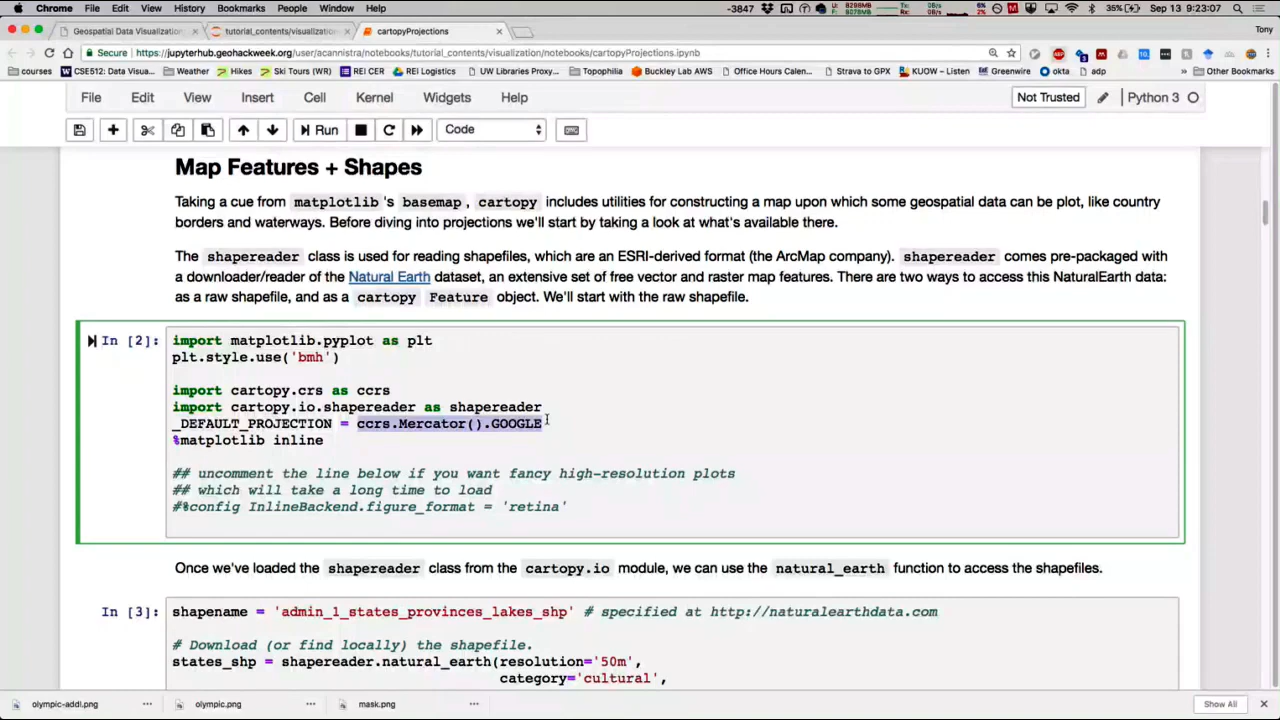 Chrome File Edit View History Bookmarks People Window Help -3847 35% Sep 13 9:23:07
Geospatial Data Visualizatio tutorial_contents/visualization cartopyProjections Tony
Secure https://jupyterhub.geohackweek.org/user/acannistra/notebooks/tutorial_contents/visualization/notebooks/cartopyProjections.ipynb
courses CSE512: Data Visua... Weather Hikes Ski Tours (WR) REI CER REI Logistics UW Libraries Proxy... Topophilia Buckley Lab AWS Office Hours Calen... Strava to GPX KUOW – Listen Greenwire okta adp » Other Bookmarks
File Edit View Insert Cell Kernel Widgets Help Not Trusted Python 3
Run Code
Map Features + Shapes
Taking a cue from matplotlib 's basemap , cartopy includes utilities for constructing a map upon which some geospatial data can be plot, like country
borders and waterways. Before diving into projections we'll start by taking a look at what's available there.
The shapereader class is used for reading shapefiles, which are an ESRI-derived format (the ArcMap company). shapereader comes pre-packaged with
a downloader/reader of the Natural Earth dataset, an extensive set of free vector and raster map features. There are two ways to access this NaturalEarth data:
as a raw shapefile, and as a cartopy Feature object. We'll start with the raw shapefile.
In [2]: import matplotlib.pyplot as plt
plt.style.use('bmh')
import cartopy.crs as ccrs
import cartopy.io.shapereader as shapereader
_DEFAULT_PROJECTION = ccrs.Mercator().GOOGLE
%matplotlib inline
## uncomment the line below if you want fancy high-resolution plots
## which will take a long time to load
#%config InlineBackend.figure_format = 'retina'
Once we've loaded the shapereader class from the cartopy.io module, we can use the natural_earth function to access the shapefiles.
In [3]: shapename = 'admin_1_states_provinces_lakes_shp' # specified at http://naturalearthdata.com
# Download (or find locally) the shapefile.
states_shp = shapereader.natural_earth(resolution='50m',
category='cultural',
olympic-addl.png ... olympic.png ... mask.png ... Show All